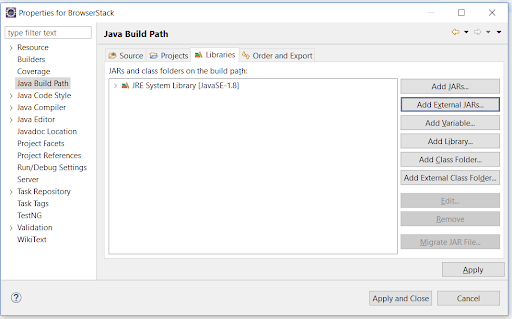 Properties for BrowserStack
type filter text
Resource
Builders
Coverage
Java Build Path
Java Code Style
Java Compiler
Java Editor
Javadoc Location
Project Facets
Project References
Run/Debug Settings
Server
Task Repository
Task Tags
TestNG
Validation
WikiText
Java Build Path
Source Projects Libraries Order and Export
JARs and class folders on the build path:
JRE System Library [JavaSE-1.8]
Add JARs...
Add External JARs...
Add Variable...
Add Library...
Add Class Folder...
Add External Class Folder...
Edit...
Remove
Migrate JAR File...
Apply
Apply and Close Cancel